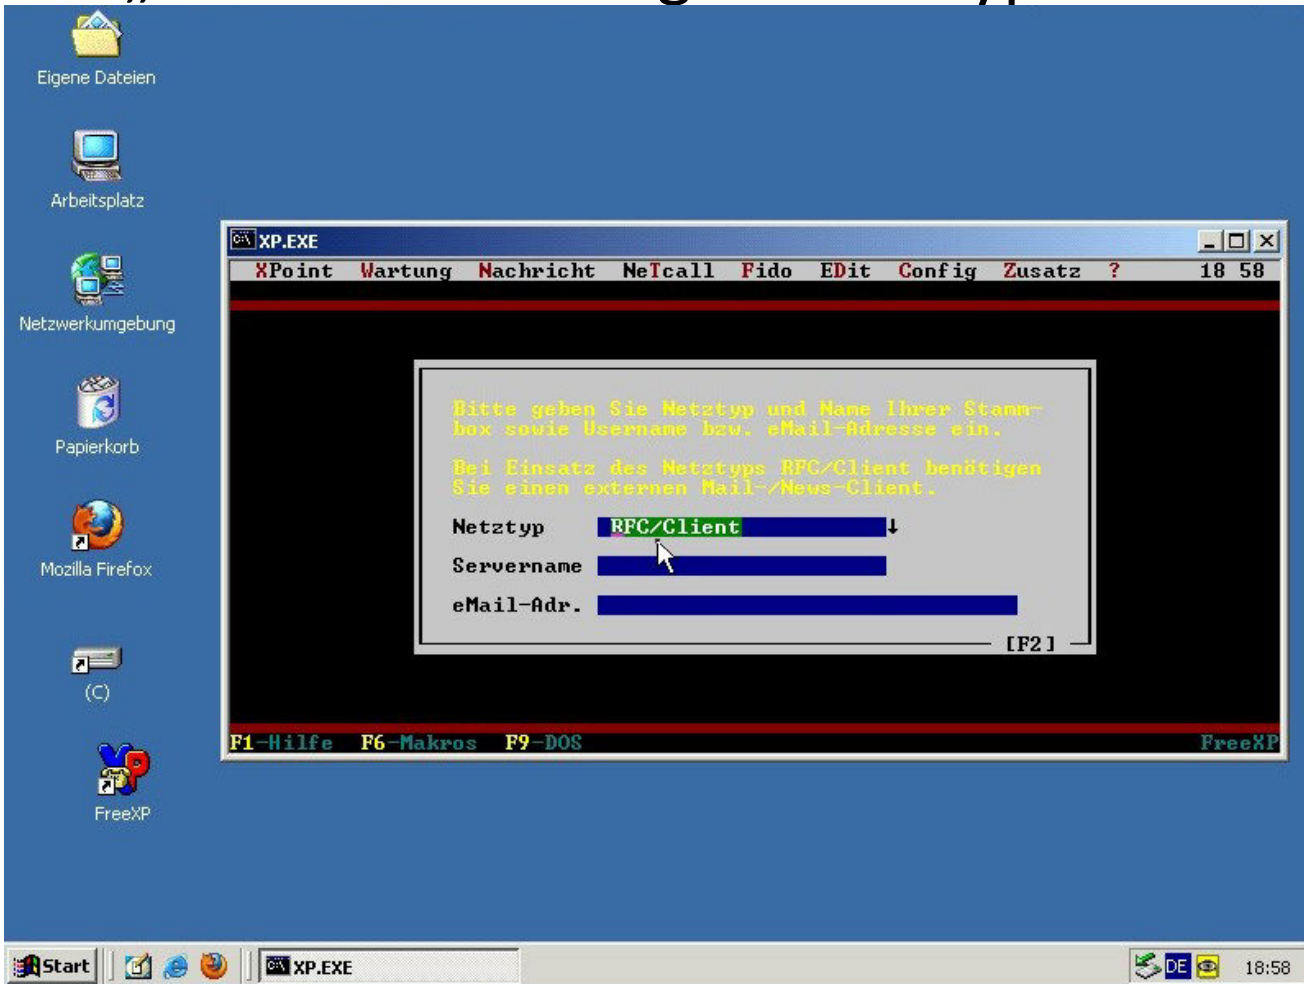 Eigene Dateien
Arbeitsplatz
Netzwerkumgebung
Papierkorb
Mozilla Firefox
(C)
FreeXP
XP.EXE
XPoint Wartung Nachricht NeTcall Fido EDit Config Zusatz ? 18 58
Bitte geben Sie Netztyp und Name Ihrer Stamm-
box sowie Username bzw. eMail-Adresse ein.
Bei Einsatz des Netztyps RFC/Client benötigen
Sie einen externen Mail-/News-Client.
Netztyp RFC/Client ↓
Servername
eMail-Adr.
[F2]
F1-Hilfe F6-Makros F9-DOS FreeXP
Start XP.EXE DE 18:58